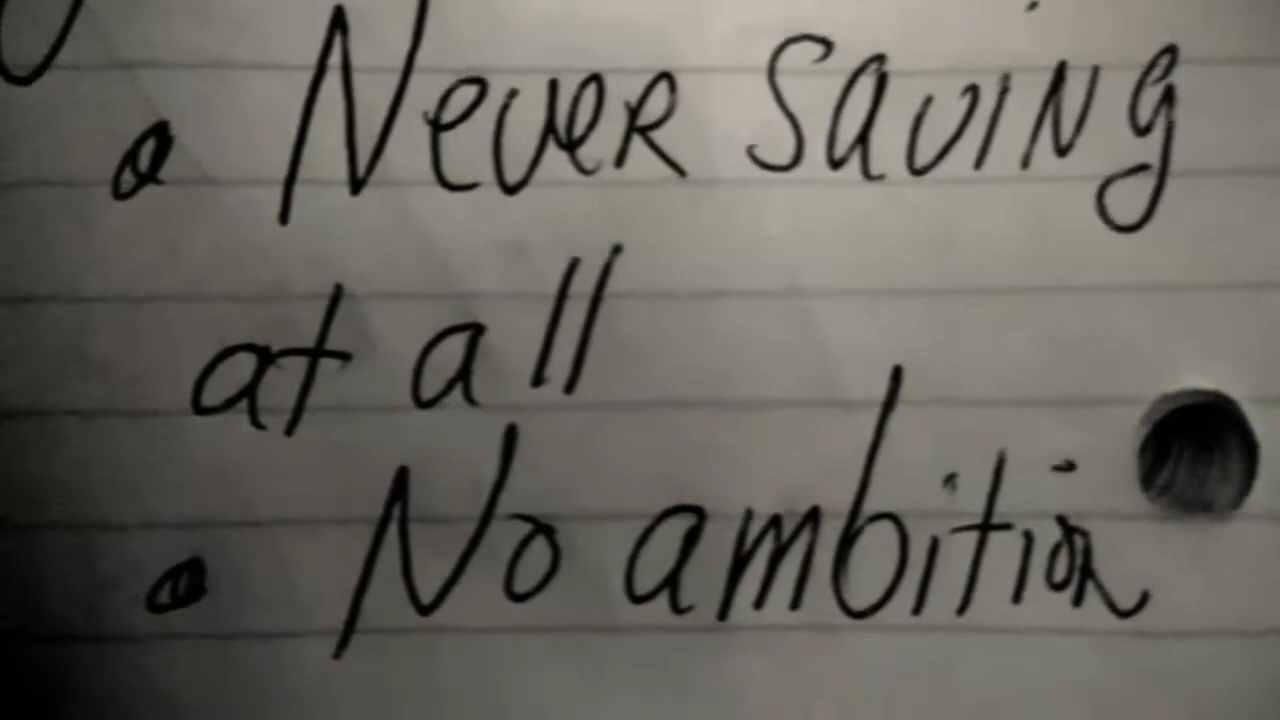 • Never saving
at all
• No ambition